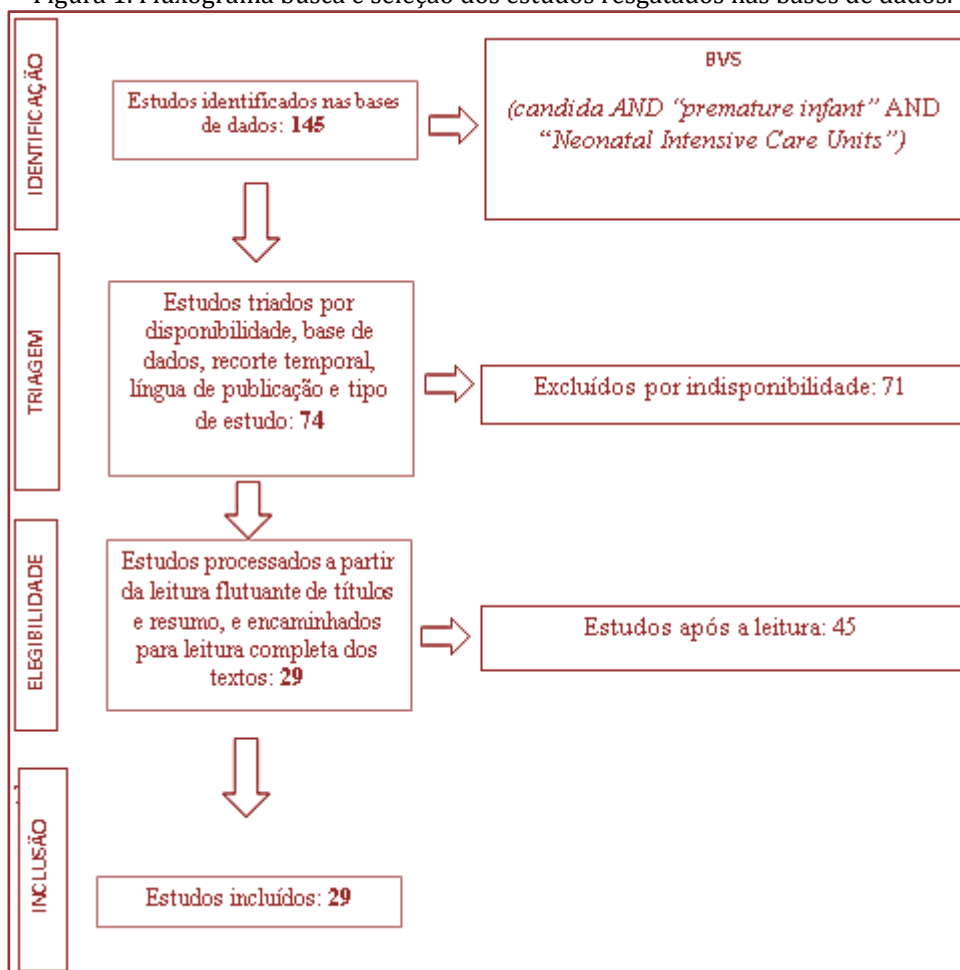 Figura 1. Fluxograma busca e seleção dos estudos resgatados nas bases de dados.
IDENTIFICAÇÃO
Estudos identificados nas bases
de dados: 145
BVS
(candida AND “premature infant” AND
“Neonatal Intensive Care Units”)
TRIAGEM
Estudos triados por
disponibilidade, base de
dados, recorte temporal,
língua de publicação e tipo
de estudo: 74
Excluídos por indisponibilidade: 71
ELEGIBILIDADE
Estudos processados a partir
da leitura flutuante de títulos
e resumo, e encaminhados
para leitura completa dos
textos: 29
Estudos após a leitura: 45
INCLUSÃO
Estudos incluídos: 29